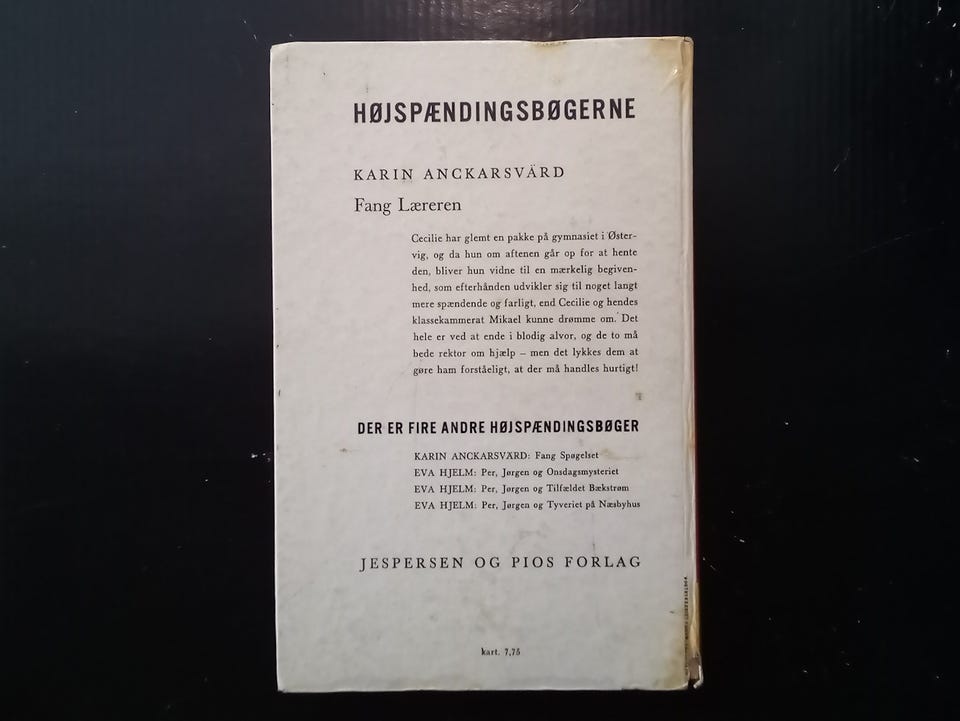 HØJSPÆNDINGSBØGERNE
KARIN ANCKARSVÄRD
Fang Læreren
Cecilie har glemt en pakke på gymnasiet i Øster-
vig, og da hun om aftenen går op for at hente
den, bliver hun vidne til en mærkelig begiven-
hed, som efterhånden udvikler sig til noget langt
mere spændende og farligt, end Cecilie og hendes
klassekammerat Mikael kunne drømme om. Det
hele er ved at ende i blodig alvor, og de to må
bede rektor om hjælp – men det lykkes dem at
gøre ham forståeligt, at der må handles hurtigt!
DER ER FIRE ANDRE HØJSPÆNDINGSBØGER
KARIN ANCKARSVÄRD: Fang Spøgelset
EVA HJELM: Per, Jørgen og Onsdagsmysteriet
EVA HJELM: Per, Jørgen og Tilfældet Bækstrøm
EVA HJELM: Per, Jørgen og Tyveriet på Næsbyhus
JESPERSEN OG PIOS FORLAG
kart. 7,75